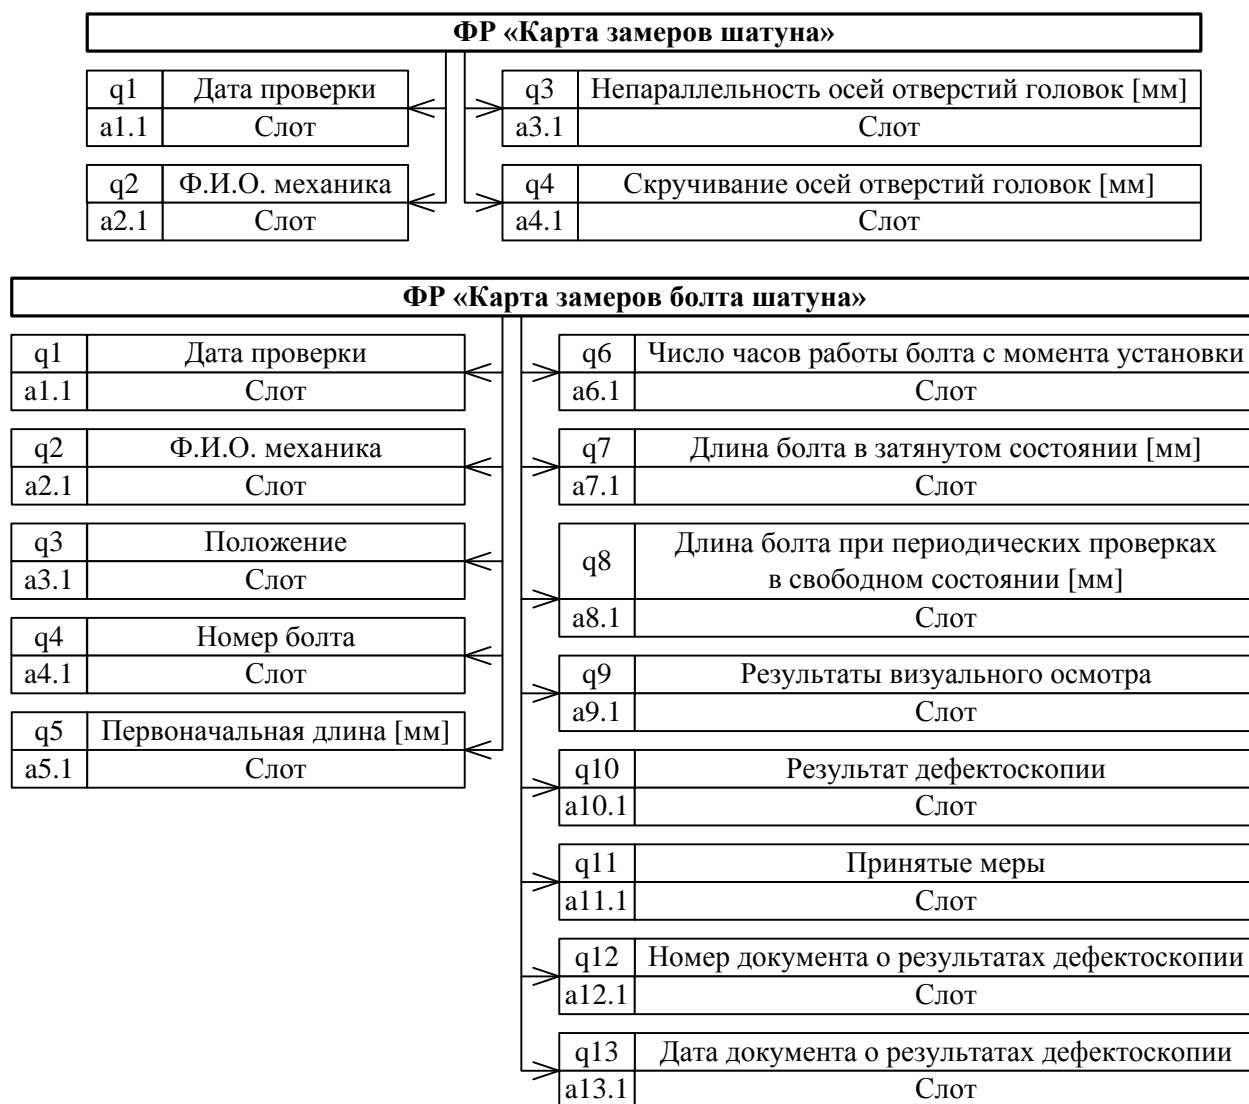 ФР «Карта замеров шатуна»
q1 Дата проверки
a1.1 Слот
q2 Ф.И.О. механика
a2.1 Слот
q3 Непараллельность осей отверстий головок [мм]
a3.1 Слот
q4 Скручивание осей отверстий головок [мм]
a4.1 Слот
ФР «Карта замеров болта шатуна»
q1 Дата проверки
a1.1 Слот
q2 Ф.И.О. механика
a2.1 Слот
q3 Положение
a3.1 Слот
q4 Номер болта
a4.1 Слот
q5 Первоначальная длина [мм]
a5.1 Слот
q6 Число часов работы болта с момента установки
a6.1 Слот
q7 Длина болта в затянутом состоянии [мм]
a7.1 Слот
q8 Длина болта при периодических проверках
в свободном состоянии [мм]
a8.1 Слот
q9 Результаты визуального осмотра
a9.1 Слот
q10 Результат дефектоскопии
a10.1 Слот
q11 Принятые меры
a11.1 Слот
q12 Номер документа о результатах дефектоскопии
a12.1 Слот
q13 Дата документа о результатах дефектоскопии
a13.1 Слот